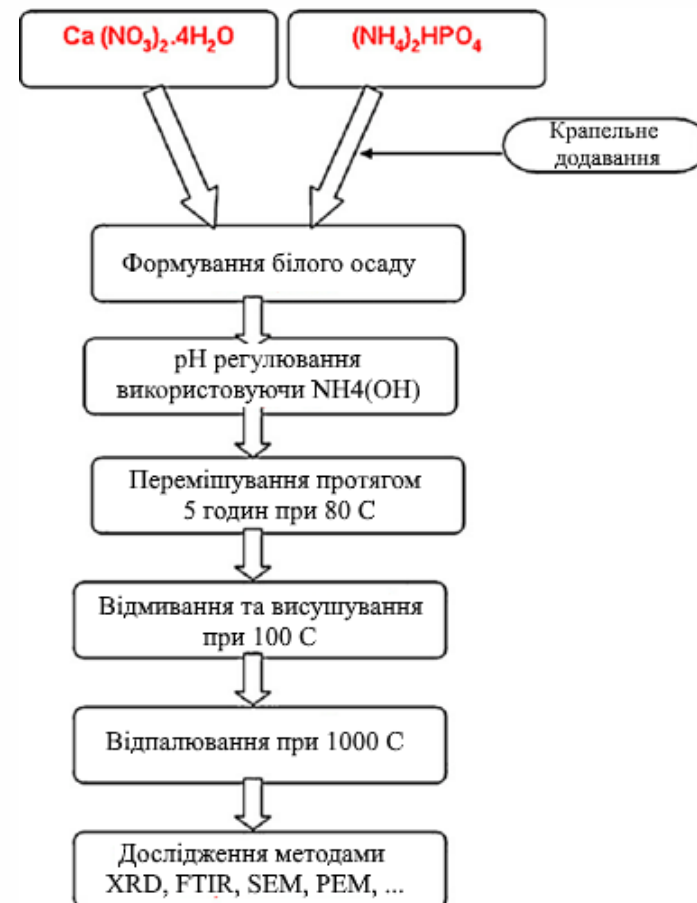 Ca (NO₃)₂.4H₂O
(NH₄)₂HPO₄
Крапельне
додавання
Формування білого осаду
pH регулювання
використовуючи NH4(OH)
Перемішування протягом
5 годин при 80 С
Відмивання та висушування
при 100 С
Відпалювання при 1000 С
Дослідження методами
XRD, FTIR, SEM, PEM, ...